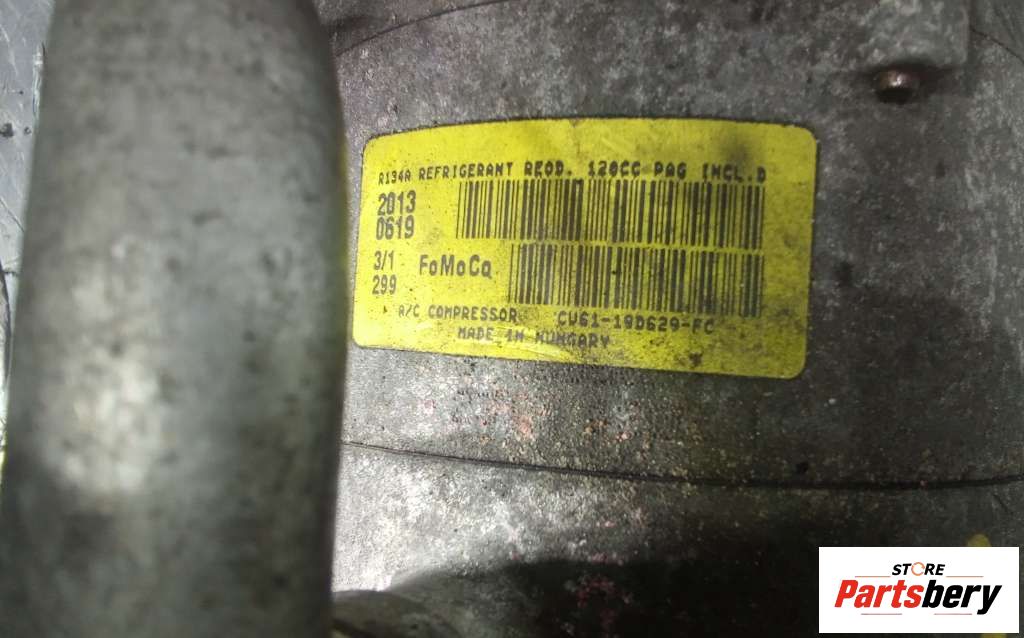 R134A REFRIGERANT REQD. 120CC PAG INCL.D
2013
0619
3/1 FoMoCo
299
A/C COMPRESSOR CV61-19D629-FC
MADE IN HUNGARY
STORE
Partsbery